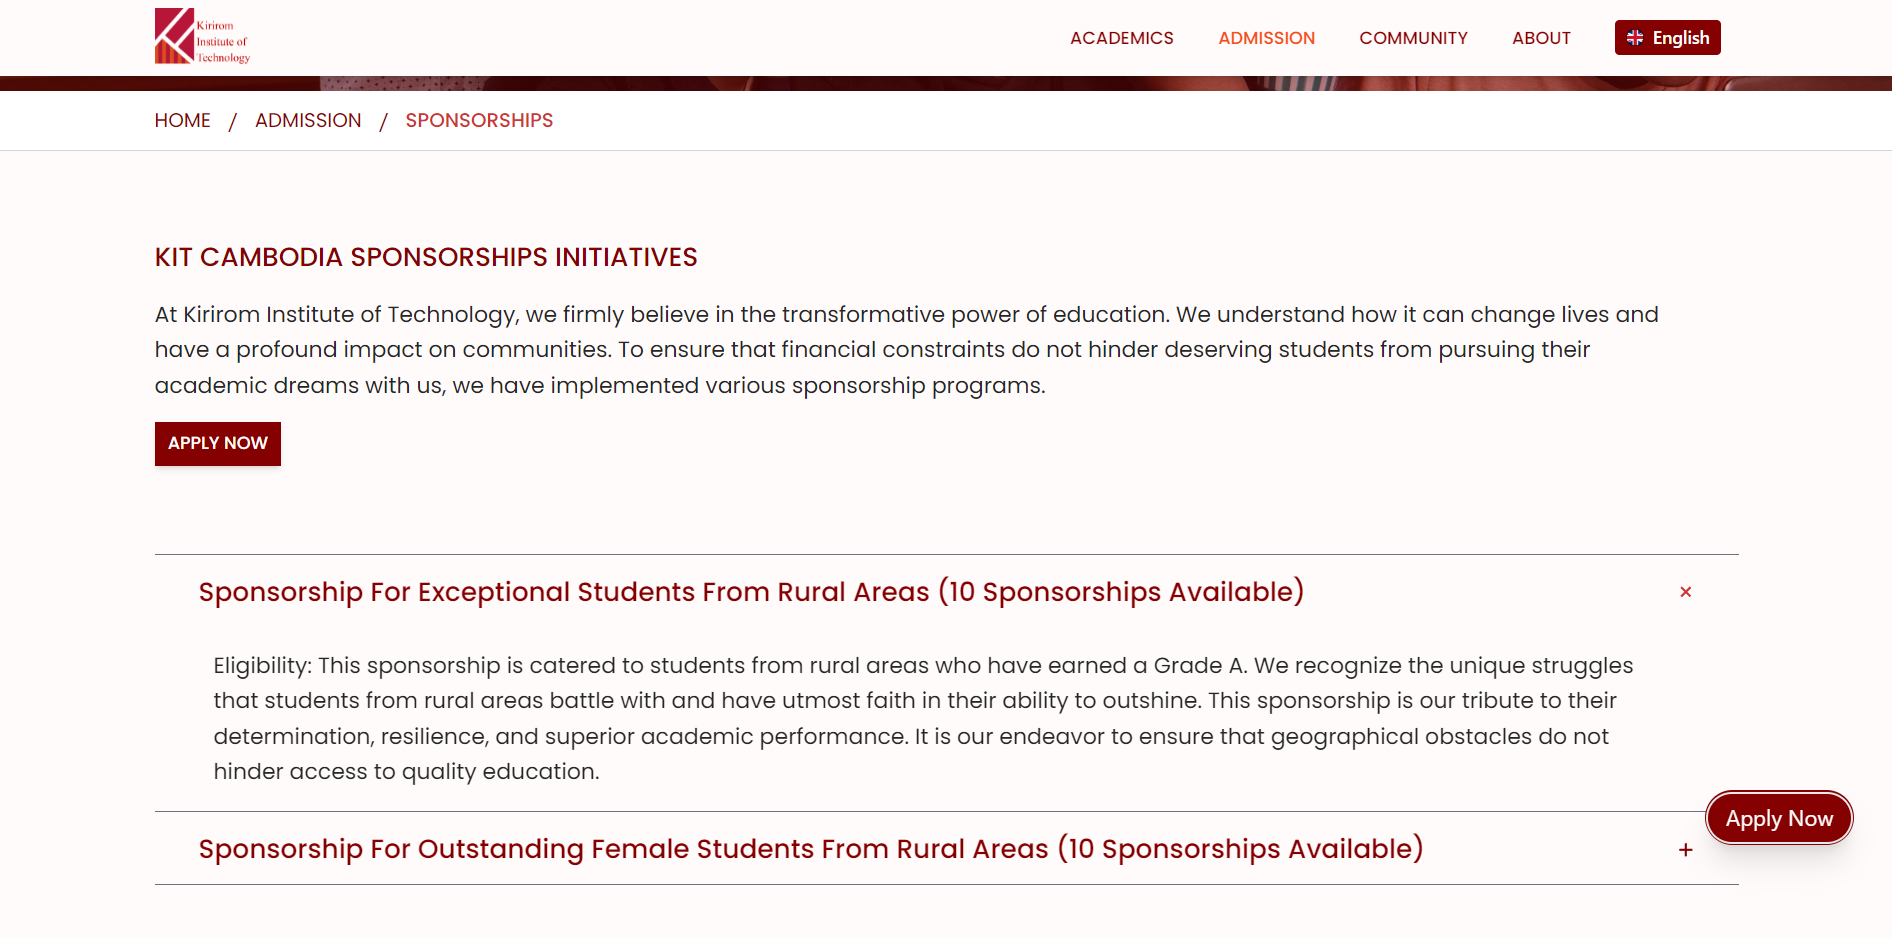 Kirirom
Institute of
Technology
ACADEMICS
ADMISSION
COMMUNITY
ABOUT
English
HOME / ADMISSION / SPONSORSHIPS
KIT CAMBODIA SPONSORSHIPS INITIATIVES
At Kirirom Institute of Technology, we firmly believe in the transformative power of education. We understand how it can change lives and
have a profound impact on communities. To ensure that financial constraints do not hinder deserving students from pursuing their
academic dreams with us, we have implemented various sponsorship programs.
APPLY NOW
Sponsorship For Exceptional Students From Rural Areas (10 Sponsorships Available)
Eligibility: This sponsorship is catered to students from rural areas who have earned a Grade A. We recognize the unique struggles
that students from rural areas battle with and have utmost faith in their ability to outshine. This sponsorship is our tribute to their
determination, resilience, and superior academic performance. It is our endeavor to ensure that geographical obstacles do not
hinder access to quality education.
Apply Now
Sponsorship For Outstanding Female Students From Rural Areas (10 Sponsorships Available)